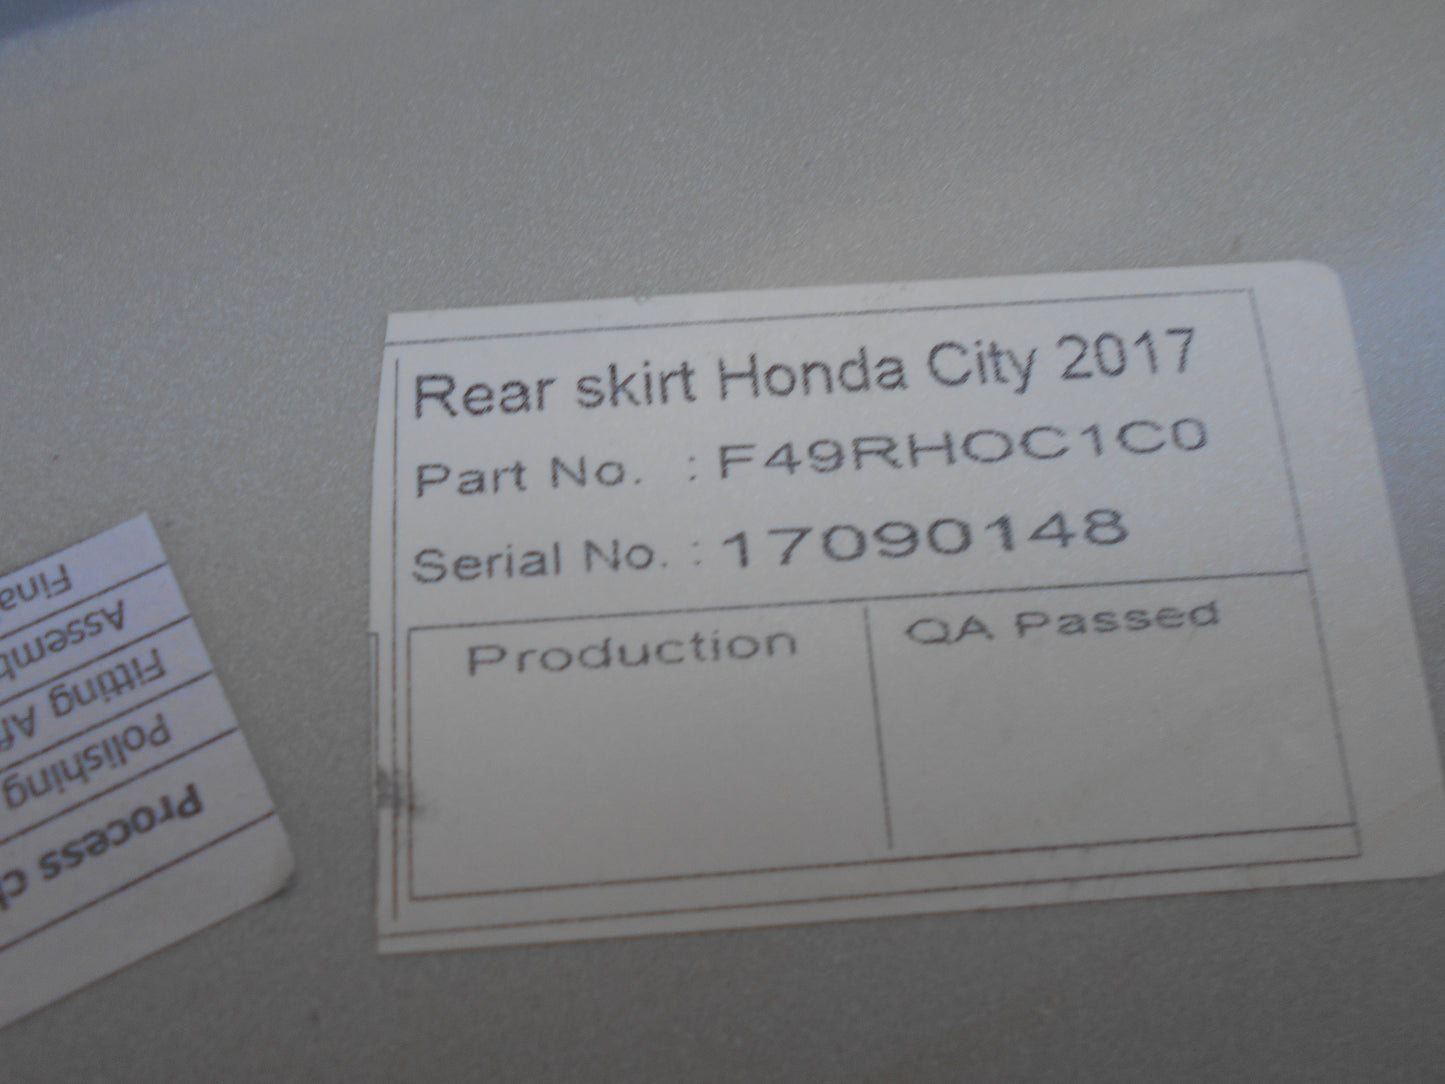 Rear skirt Honda City 2017
Part No. : F49RHOC1C0
Serial No. : 17090148
Production
QA Passed
Process
Polishing
Fitting